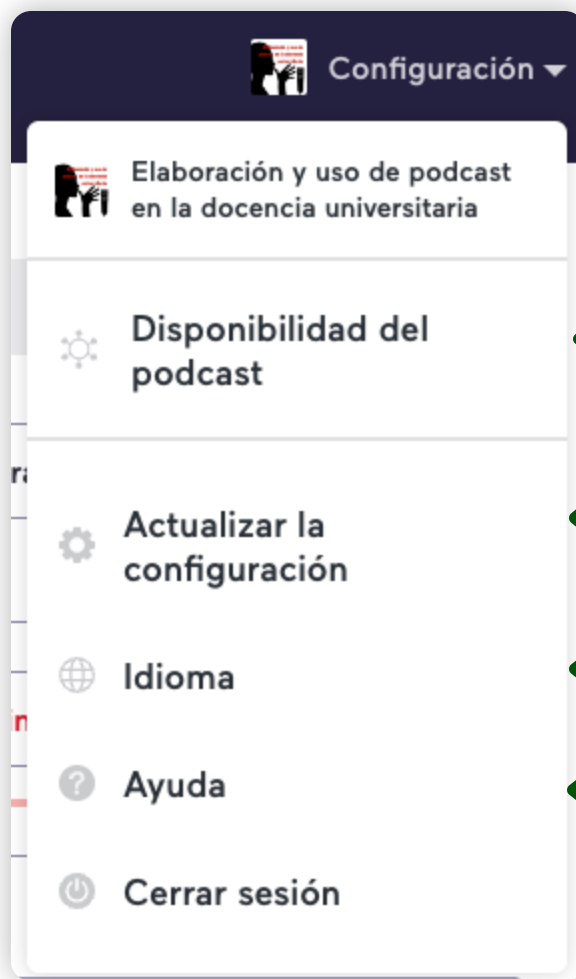 Configuración
Elaboración y uso de podcast
en la docencia universitaria
Disponibilidad del
podcast
Actualizar la
configuración
Idioma
Ayuda
Cerrar sesión